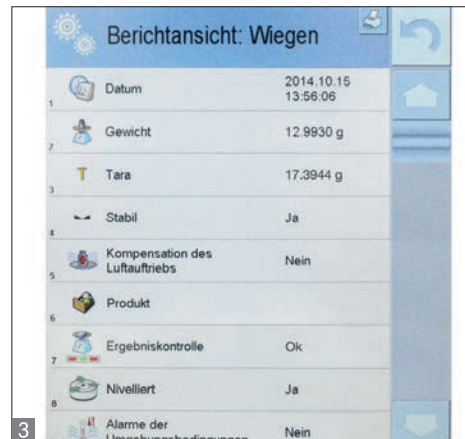 Berichtansicht: Wiegen
1 Datum 2014.10.15
13:56:06
2 Gewicht 12.9930 g
3 Tara 17.3944 g
4 Stabil Ja
5 Kompensation des
Luftauftriebs Nein
6 Produkt
7 Ergebniskontrolle Ok
8 Nivelliert Ja
Alarme der
Umgebungsbedingungen Nein
3